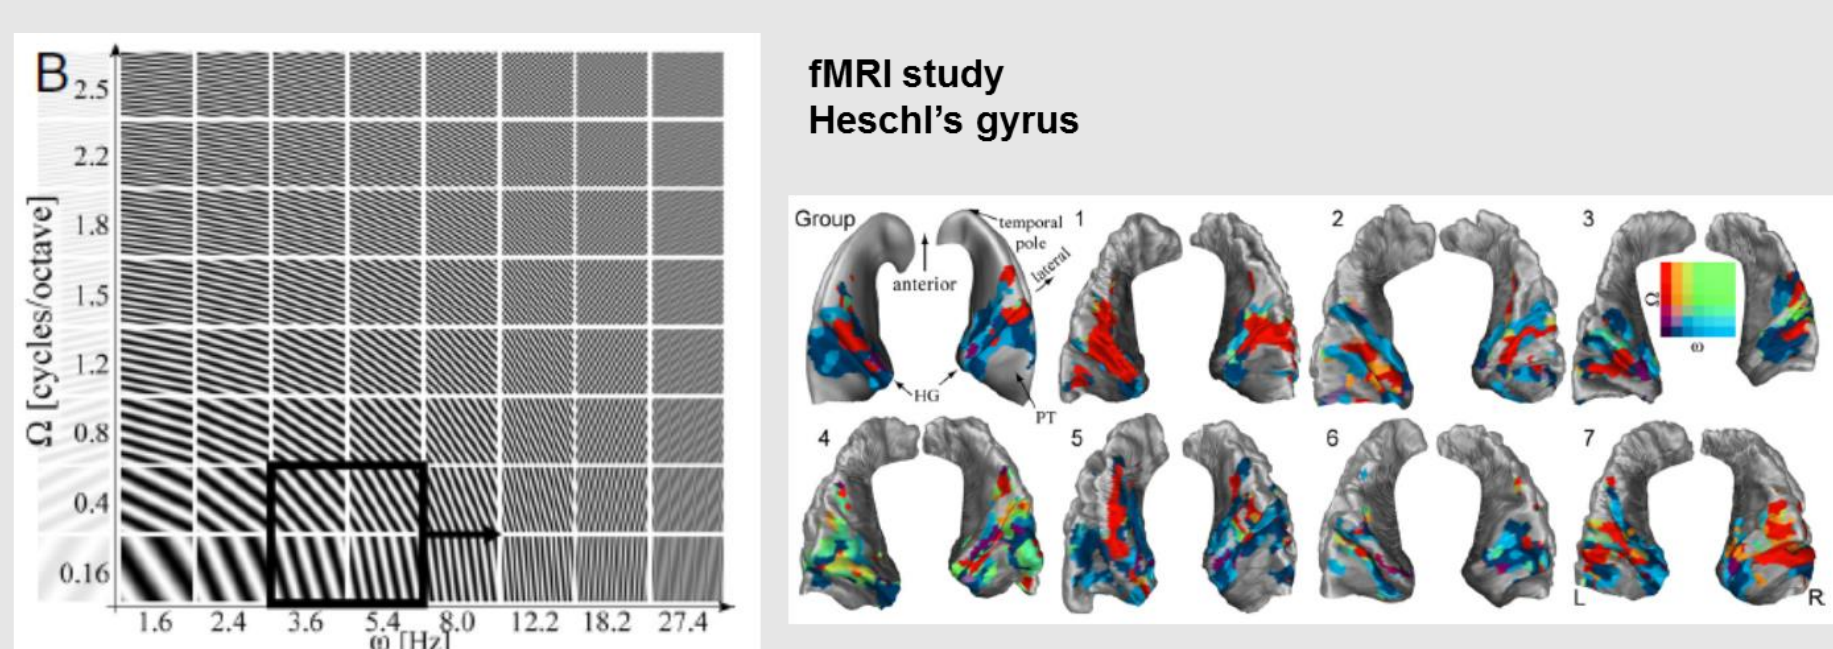 B
2.5
2.2
1.8
1.5
1.2
0.8
0.4
0.16
Ω [cycles/octave]
1.6 2.4 3.6 5.4 8.0 12.2 18.2 27.4
ω [Hz]
fMRI study
Heschl's gyrus
Group
temporal
pole
lateral
anterior
HG
PT
1
2
3
Ω
ω
4
5
6
7
L
R